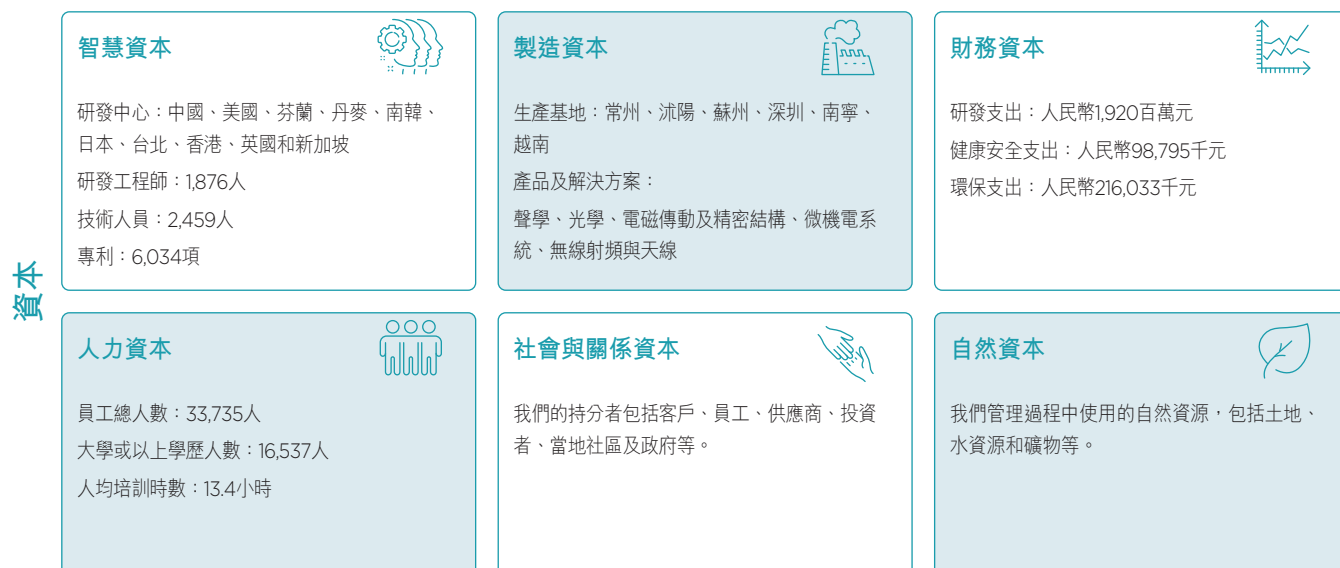 資本
智慧資本
研發中心：中國、美國、芬蘭、丹麥、南韓、
日本、台北、香港、英國和新加坡
研發工程師：1,876人
技術人員：2,459人
專利：6,034項
製造資本
生產基地：常州、沭陽、蘇州、深圳、南寧、
越南
產品及解決方案：
聲學、光學、電磁傳動及精密結構、微機電系
統、無線射頻與天線
財務資本
研發支出：人民幣1,920百萬元
健康安全支出：人民幣98,795千元
環保支出：人民幣216,033千元
人力資本
員工總人數：33,735人
大學或以上學歷人數：16,537人
人均培訓時數：13.4小時
社會與關係資本
我們的持分者包括客戶、員工、供應商、投資
者、當地社區及政府等。
自然資本
我們管理過程中使用的自然資源，包括土地、
水資源和礦物等。